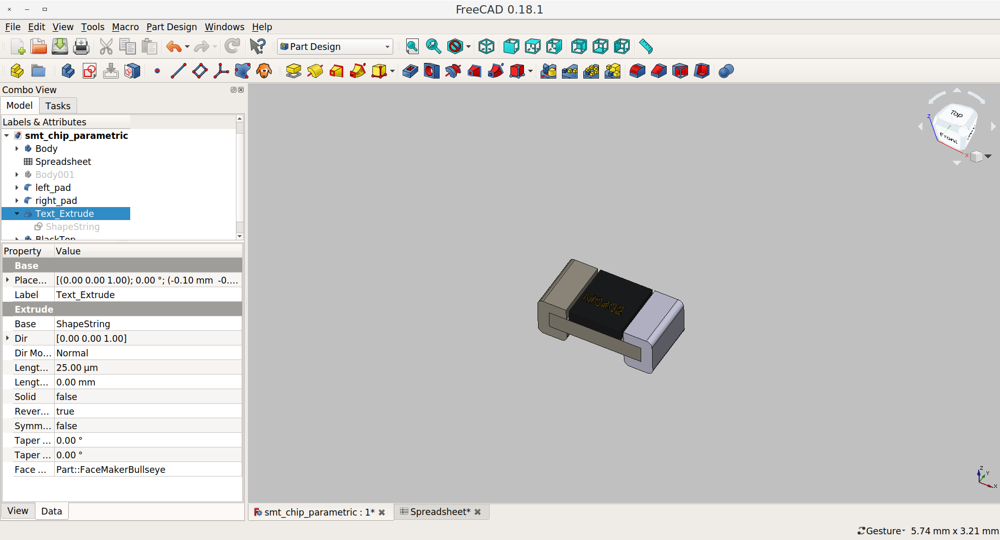 FreeCAD 0.18.1
File Edit View Tools Macro Part Design Windows Help
Part Design
Combo View
Model Tasks
Labels & Attributes
smt_chip_parametric
Body
Spreadsheet
Body001
left_pad
right_pad
Text_Extrude
ShapeString
BlackTop
Property Value
Base
Place... [(0.00 0.00 1.00); 0.00 °; (-0.10 mm -0....
Label Text_Extrude
Extrude
Base ShapeString
Dir [0.00 0.00 1.00]
Dir Mo... Normal
Lengt... 25.00 µm
Lengt... 0.00 mm
Solid false
Rever... true
Symm... false
Taper ... 0.00 °
Taper ... 0.00 °
Face ... Part::FaceMakerBullseye
View Data
M0402
Top
Front
Z
X
Z
Y
X
smt_chip_parametric : 1*
Spreadsheet*
Gesture 5.74 mm x 3.21 mm